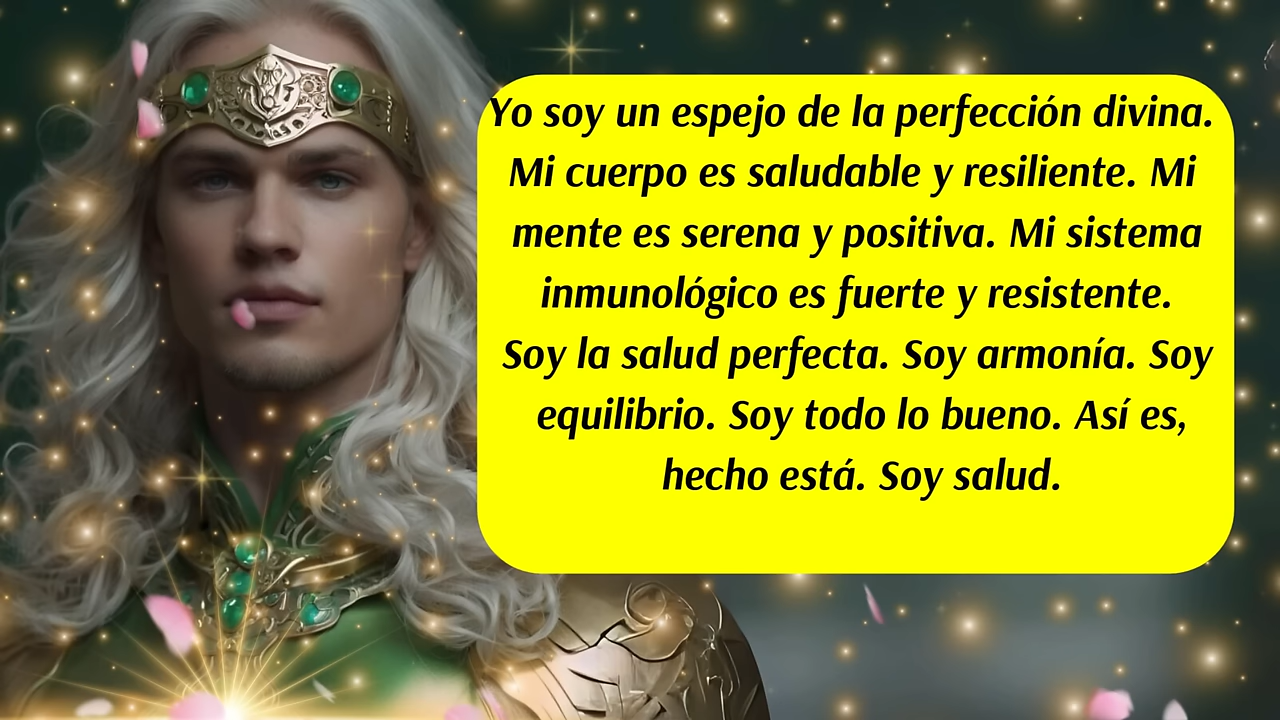 Yo soy un espejo de la perfección divina.
Mi cuerpo es saludable y resiliente. Mi
mente es serena y positiva. Mi sistema
inmunológico es fuerte y resistente.
Soy la salud perfecta. Soy armonía. Soy
equilibrio. Soy todo lo bueno. Así es,
hecho está. Soy salud.